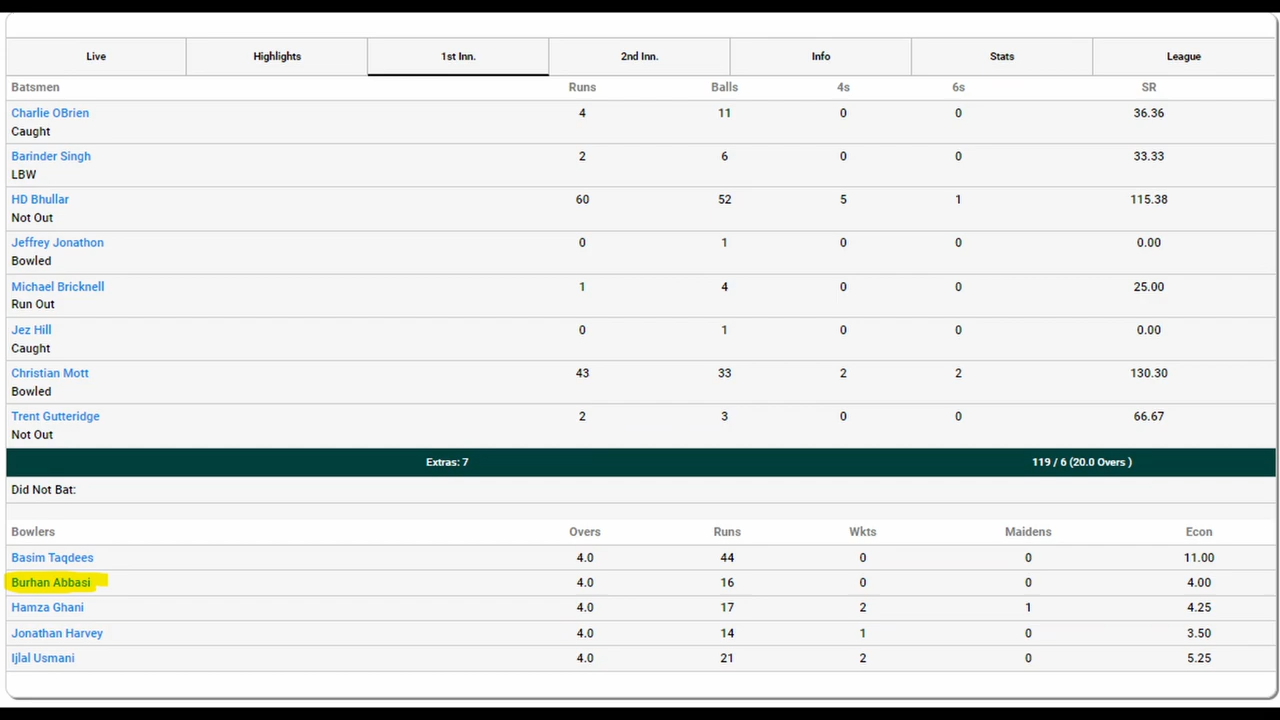 Live Highlights 1st Inn. 2nd Inn. Info Stats League
Batsmen Runs Balls 4s 6s SR
Charlie OBrien 4 11 0 0 36.36
Caught
Barinder Singh 2 6 0 0 33.33
LBW
HD Bhullar 60 52 5 1 115.38
Not Out
Jeffrey Jonathon 0 1 0 0 0.00
Bowled
Michael Bricknell 1 4 0 0 25.00
Run Out
Jez Hill 0 1 0 0 0.00
Caught
Christian Mott 43 33 2 2 130.30
Bowled
Trent Gutteridge 2 3 0 0 66.67
Not Out
Extras: 7 119 / 6 (20.0 Overs )
Did Not Bat:
Bowlers Overs Runs Wkts Maidens Econ
Basim Taqdees 4.0 44 0 0 11.00
Burhan Abbasi 4.0 16 0 0 4.00
Hamza Ghani 4.0 17 2 1 4.25
Jonathan Harvey 4.0 14 1 0 3.50
Ijlal Usmani 4.0 21 2 0 5.25